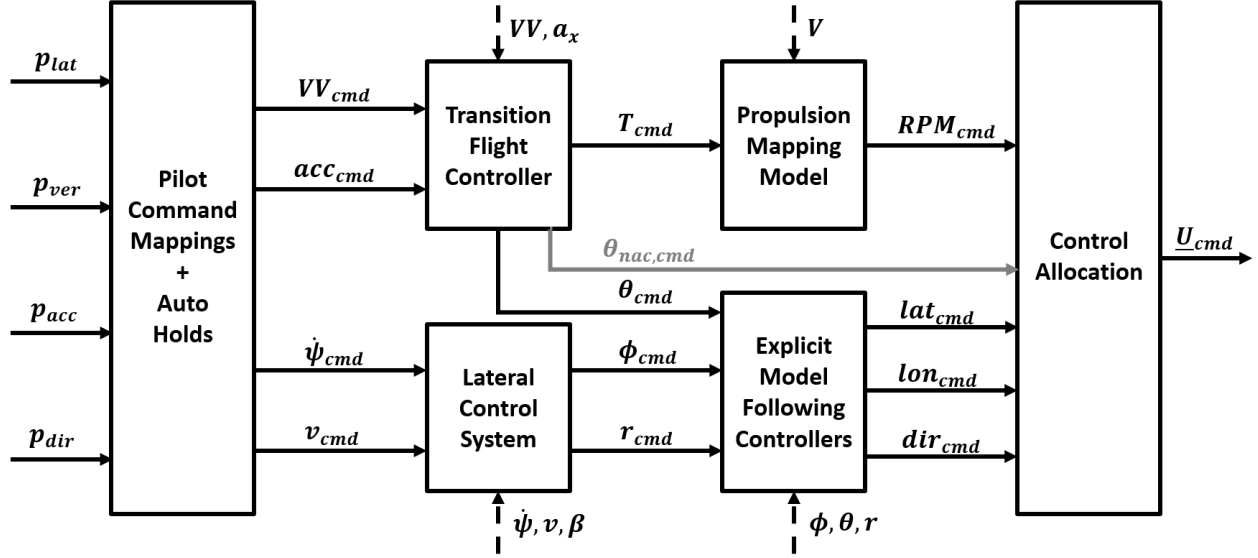 p_lat
p_ver
p_acc
p_dir
Pilot
Command
Mappings
+
Auto
Holds
VV_cmd
acc_cmd
ψ̇_cmd
v_cmd
VV, a_x
Transition
Flight
Controller
T_cmd
θ_nac,cmd
θ_cmd
Lateral
Control
System
ψ̇, v, β
ϕ_cmd
r_cmd
V
Propulsion
Mapping
Model
RPM_cmd
Explicit
Model
Following
Controllers
ϕ, θ, r
lat_cmd
lon_cmd
dir_cmd
Control
Allocation
U_cmd